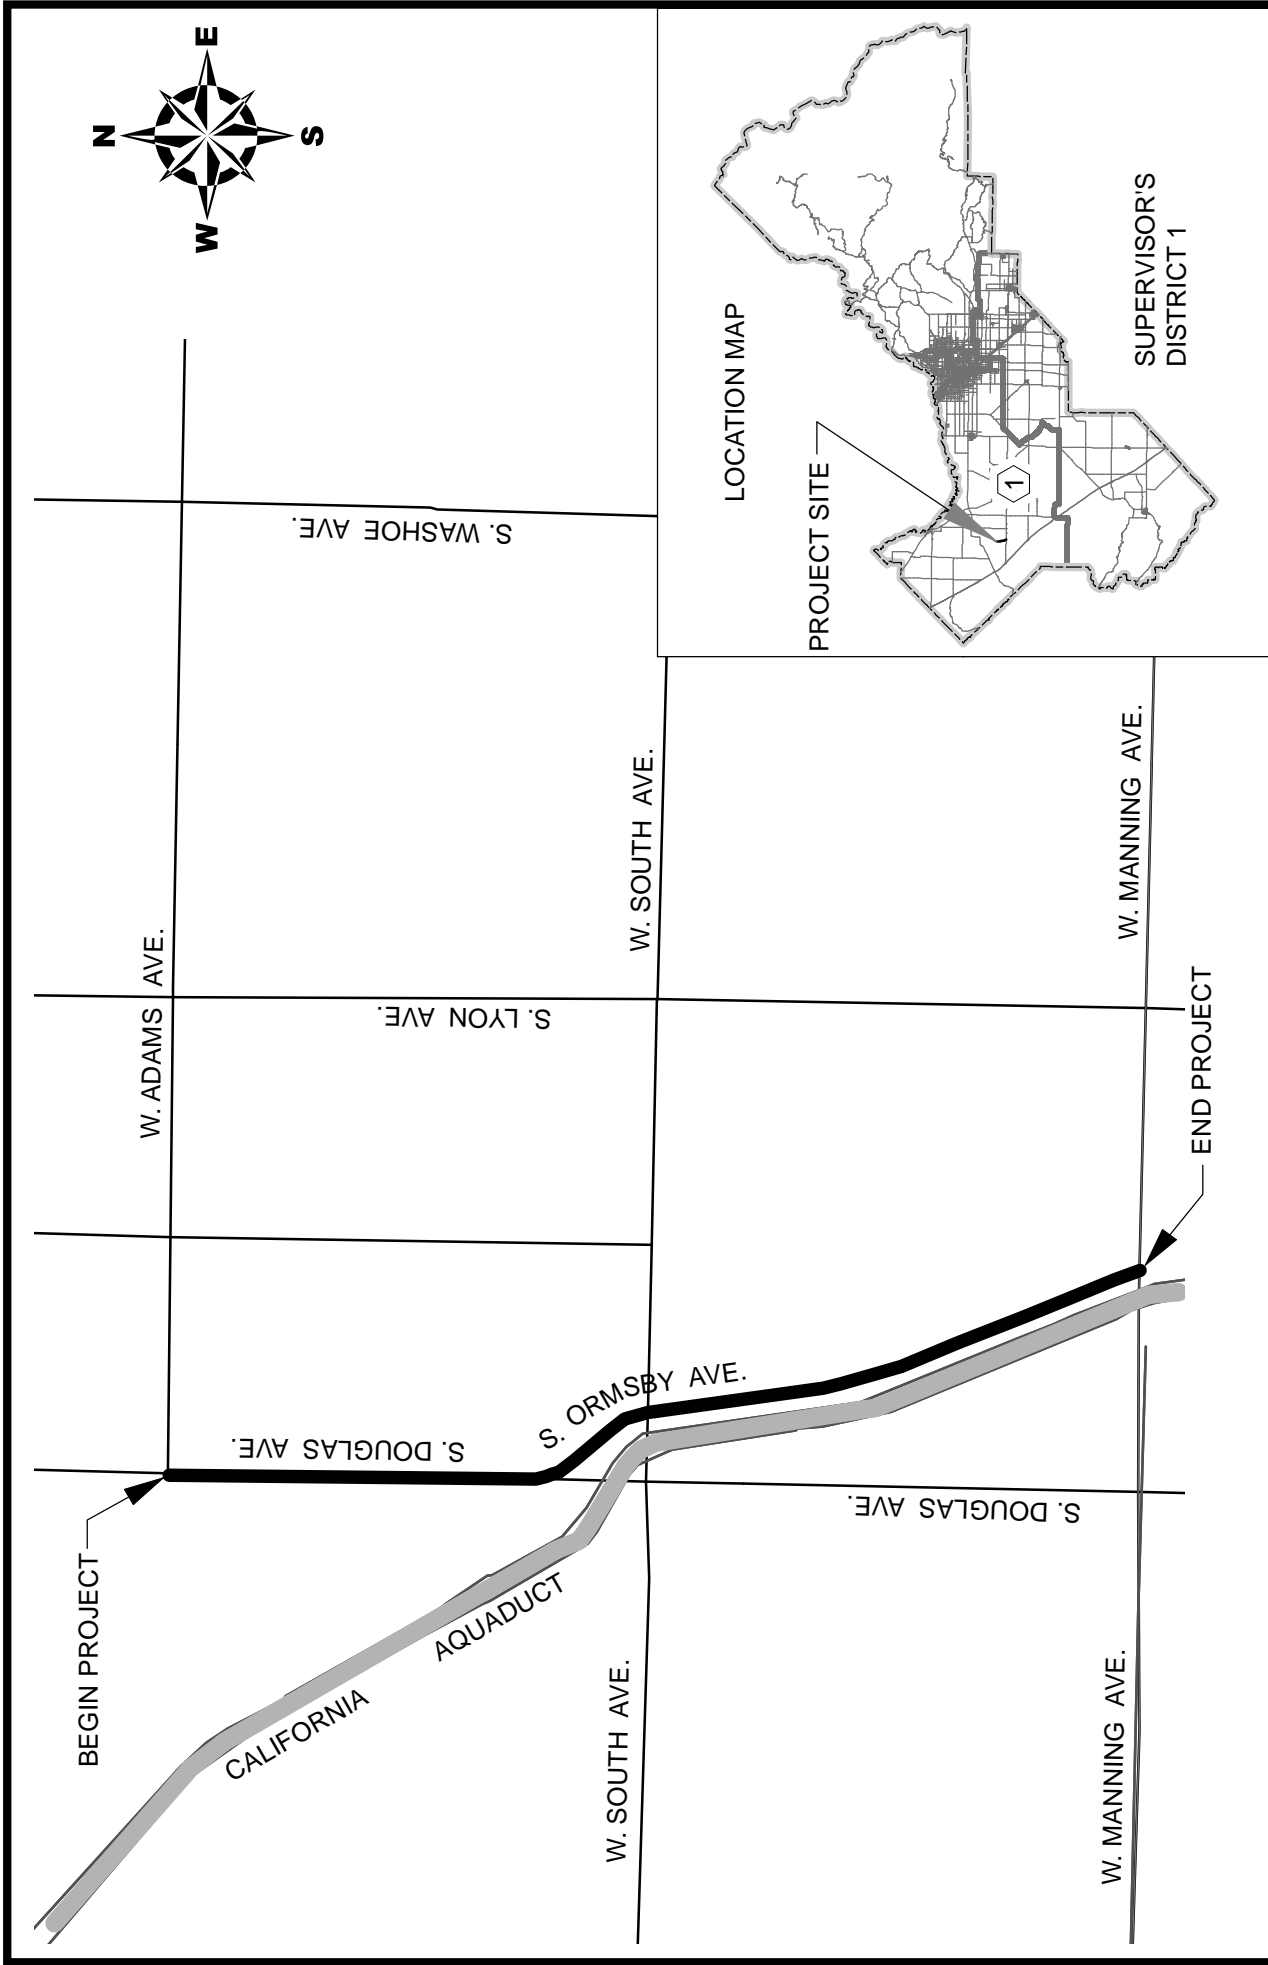 BEGIN PROJECT
N
W. ADAMS AVE.
W
E
S
CALIFORNIA
AQUADUCT
S. DOUGLAS AVE.
S. LYON AVE.
S. WASHOE AVE.
S. ORMSBY AVE.
W. SOUTH AVE.
W. SOUTH AVE.
LOCATION MAP
PROJECT SITE
1
SUPERVISOR'S
DISTRICT 1
S. DOUGLAS AVE.
W. MANNING AVE.
W. MANNING AVE.
END PROJECT